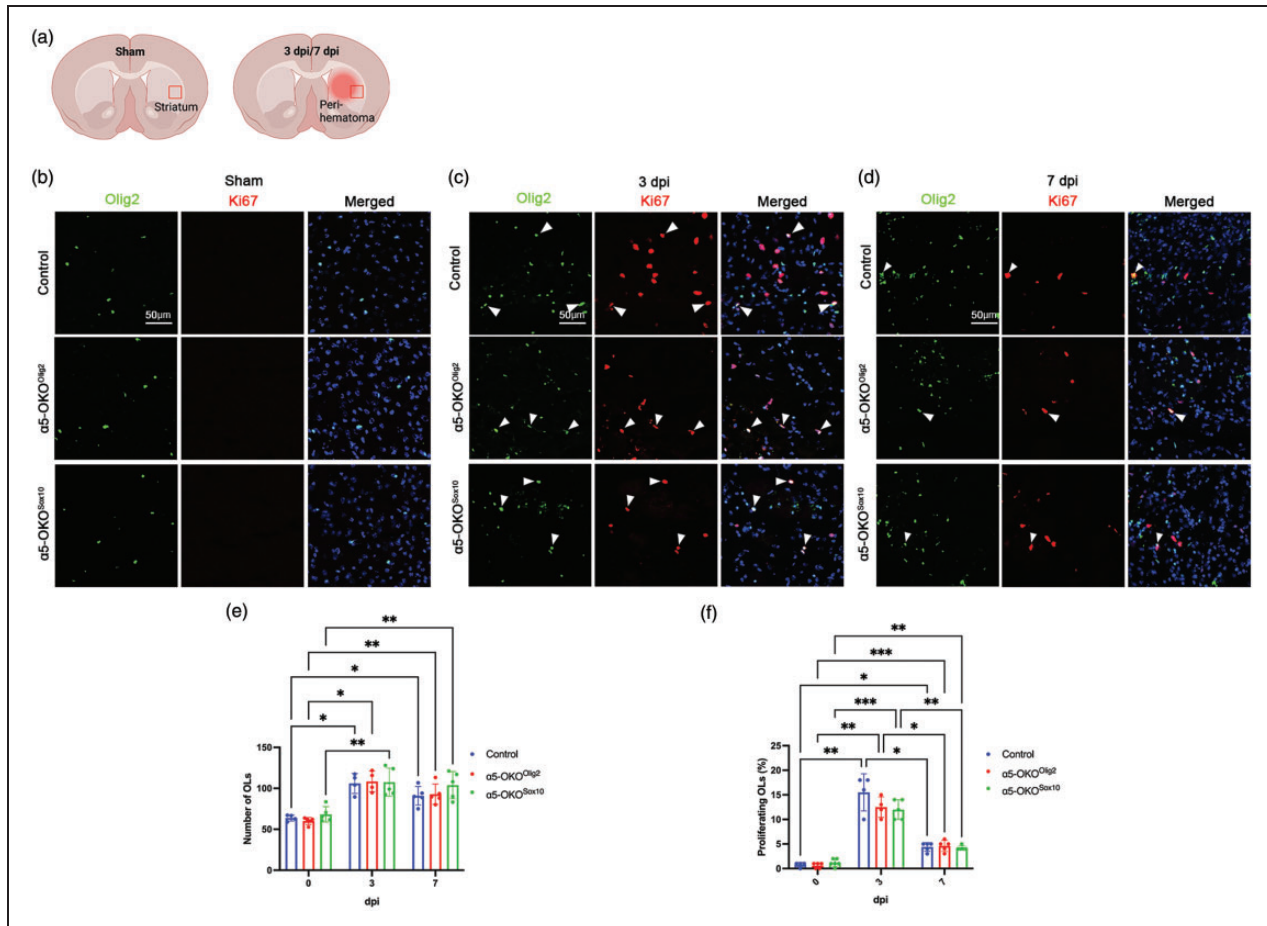 (a)
Sham
Striatum
3 dpi/7 dpi
Peri-
hematoma
(b)
Sham
Olig2
Ki67
Merged
Control
50μm
α5-OKO^Olig2
α5-OKO^Sox10
(c)
3 dpi
Olig2
Ki67
Merged
Control
50μm
α5-OKO^Olig2
α5-OKO^Sox10
(d)
7 dpi
Olig2
Ki67
Merged
Control
50μm
α5-OKO^Olig2
α5-OKO^Sox10
(e)
**
**
*
*
*
**
Number of OLs
150
100
50
0
0
3
7
dpi
Control
α5-OKO^Olig2
α5-OKO^Sox10
(f)
**
***
*
***
**
**
*
**
*
Proliferating OLs (%)
25
20
15
10
5
0
0
3
7
dpi
Control
α5-OKO^Olig2
α5-OKO^Sox10